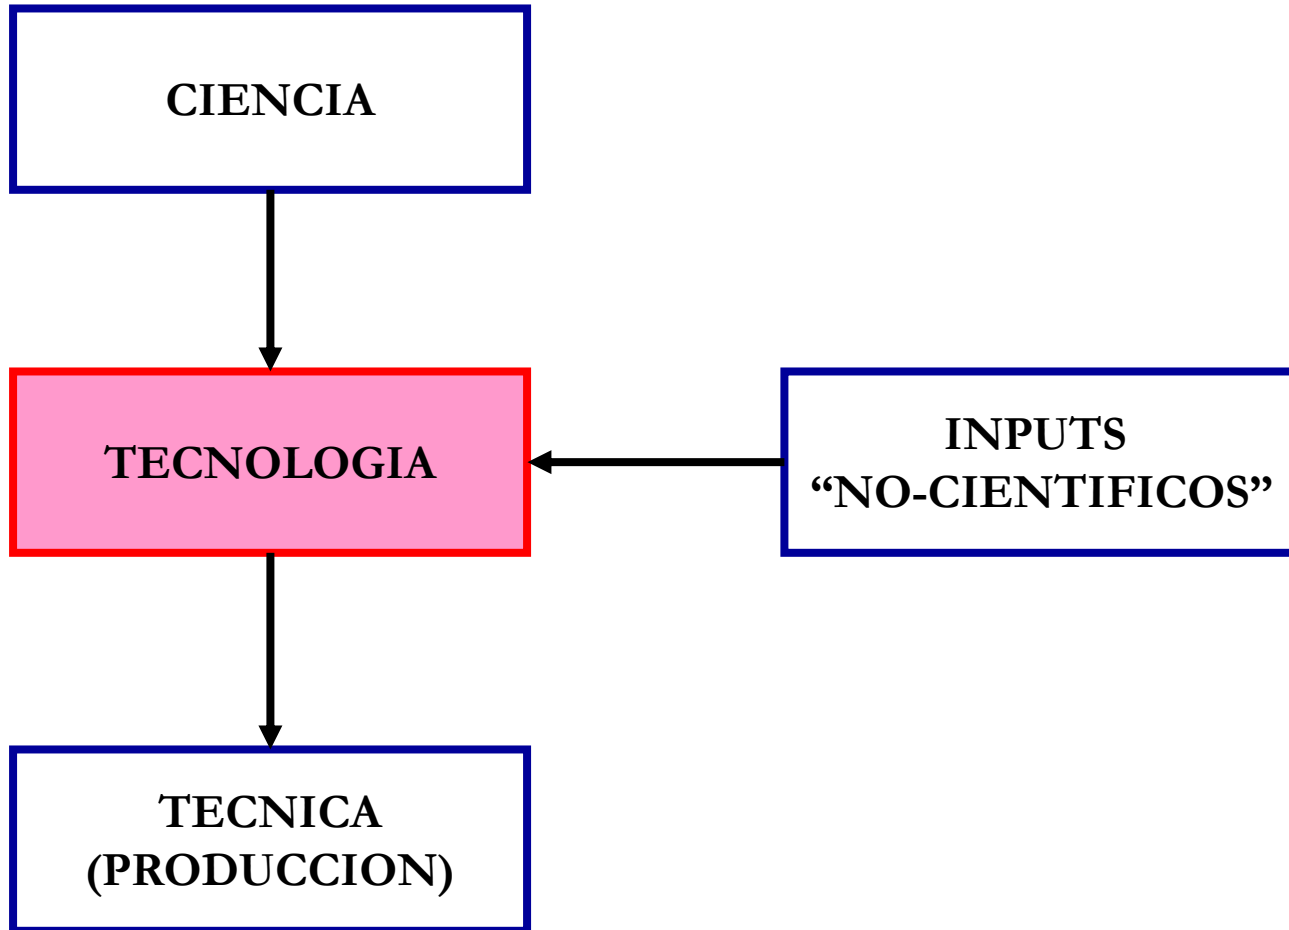 CIENCIA
TECNOLOGIA
INPUTS
“NO-CIENTIFICOS”
TECNICA
(PRODUCCION)